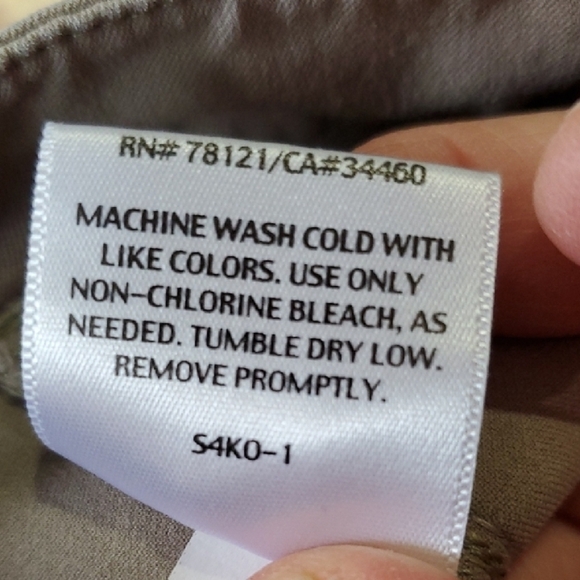 RN# 78121/CA#34460
MACHINE WASH COLD WITH
LIKE COLORS. USE ONLY
NON-CHLORINE BLEACH, AS
NEEDED. TUMBLE DRY LOW.
REMOVE PROMPTLY.
S4K0-1